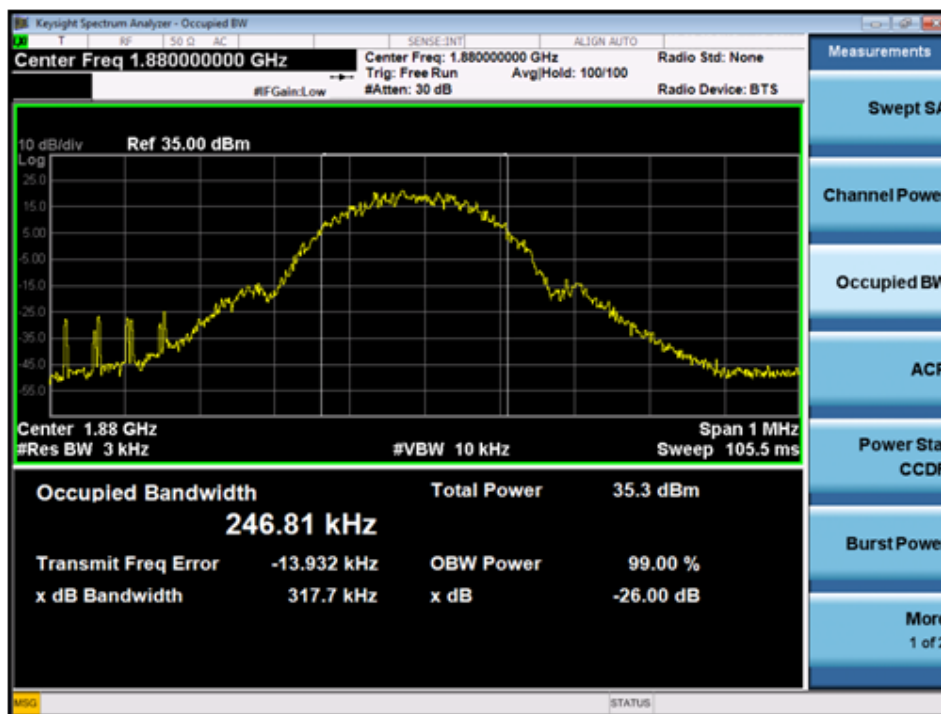 Keysight Spectrum Analyzer - Occupied BW
T RF 50 Ω AC SENSE:INT ALIGN AUTO
Center Freq 1.880000000 GHz
Center Freq: 1.880000000 GHz
Radio Std: None
Trig: Free Run Avg|Hold: 100/100
#IFGain:Low
#Atten: 30 dB
Radio Device: BTS
10 dB/div Ref 35.00 dBm
Log
25.0
15.0
5.00
-5.00
-15.0
-25.0
-35.0
-45.0
-55.0
Center 1.88 GHz Span 1 MHz
#Res BW 3 kHz #VBW 10 kHz Sweep 105.5 ms
Occupied Bandwidth Total Power 35.3 dBm
246.81 kHz
Transmit Freq Error -13.932 kHz OBW Power 99.00 %
x dB Bandwidth 317.7 kHz x dB -26.00 dB
MSG STATUS
Measurements
Swept SA
Channel Powe
Occupied BW
ACP
Power Sta
CCDF
Burst Powe
More
1 of 2